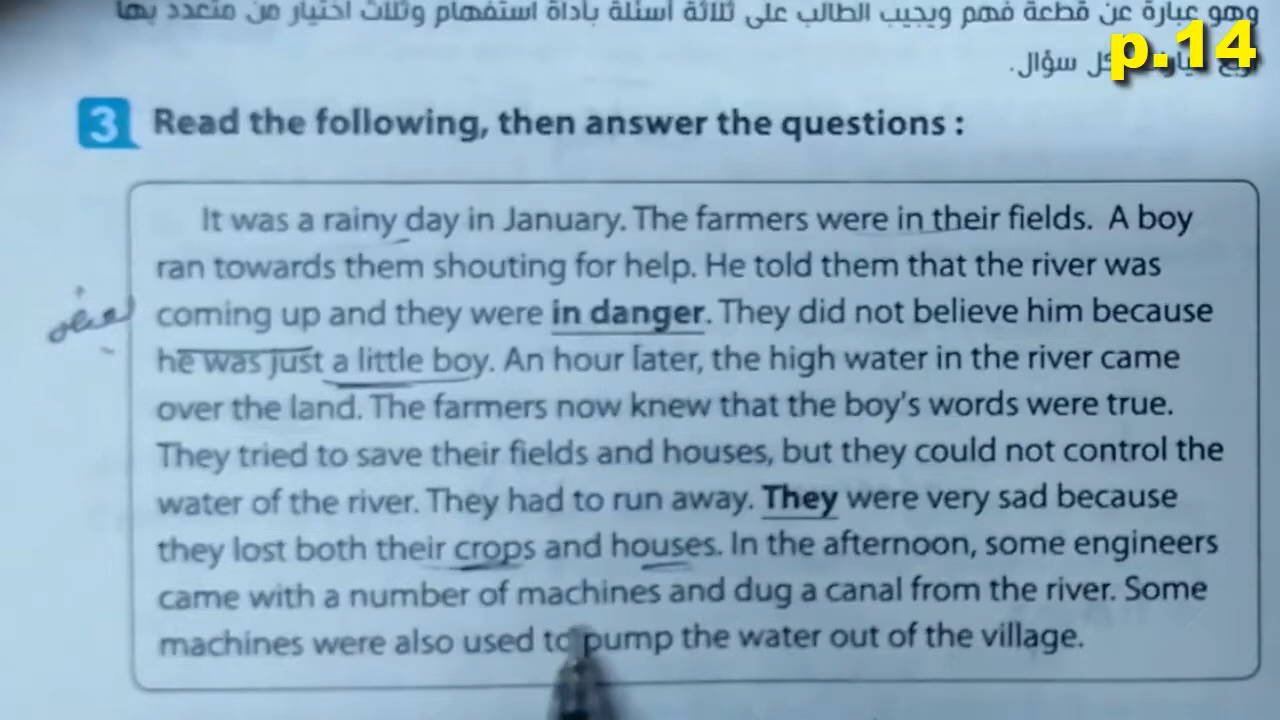 وهو عبارة عن قطعة فهم ويجيب الطالب على ثلاثة أسئلة بأداة استفهام وثلاث اختيار من متعدد بها
p.14
كل سؤال.
3 Read the following, then answer the questions :
It was a rainy day in January. The farmers were in their fields. A boy
ran towards them shouting for help. He told them that the river was
coming up and they were in danger. They did not believe him because
he was just a little boy. An hour later, the high water in the river came
over the land. The farmers now knew that the boy's words were true.
They tried to save their fields and houses, but they could not control the
water of the river. They had to run away. They were very sad because
they lost both their crops and houses. In the afternoon, some engineers
came with a number of machines and dug a canal from the river. Some
machines were also used to pump the water out of the village.